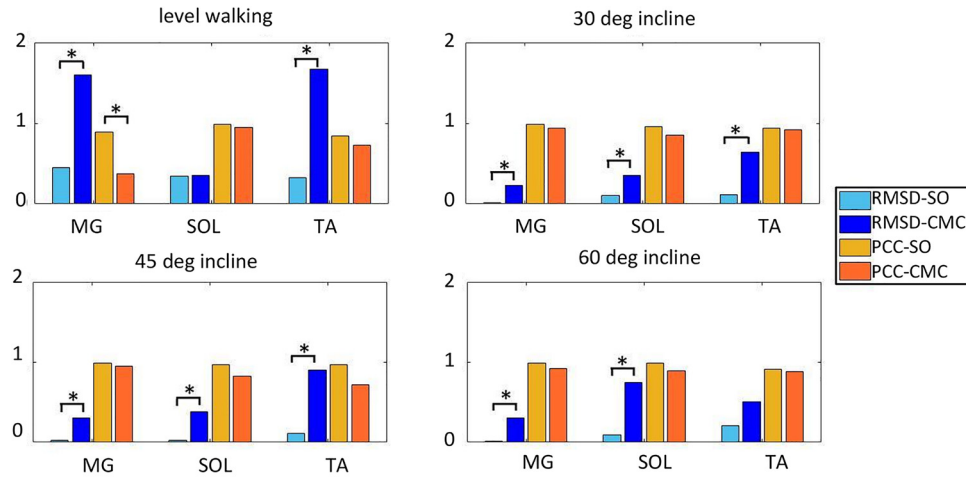 level walking
30 deg incline
2
*
*
*
1
0
MG
SOL
TA
2
*
*
*
1
0
MG
SOL
TA
45 deg incline
60 deg incline
2
*
*
*
1
0
MG
SOL
TA
2
*
*
1
0
MG
SOL
TA
RMSD-SO
RMSD-CMC
PCC-SO
PCC-CMC